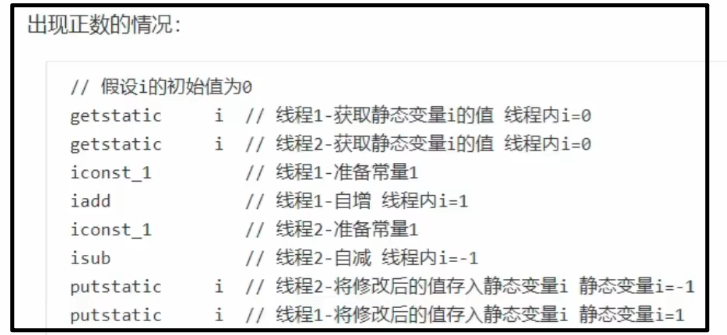 出现正数的情况：
// 假设i的初始值为0
getstatic i // 线程1-获取静态变量i的值 线程内i=0
getstatic i // 线程2-获取静态变量i的值 线程内i=0
iconst_1 // 线程1-准备常量1
iadd // 线程1-自增 线程内i=1
iconst_1 // 线程2-准备常量1
isub // 线程2-自减 线程内i=-1
putstatic i // 线程2-将修改后的值存入静态变量i 静态变量i=-1
putstatic i // 线程1-将修改后的值存入静态变量i 静态变量i=1